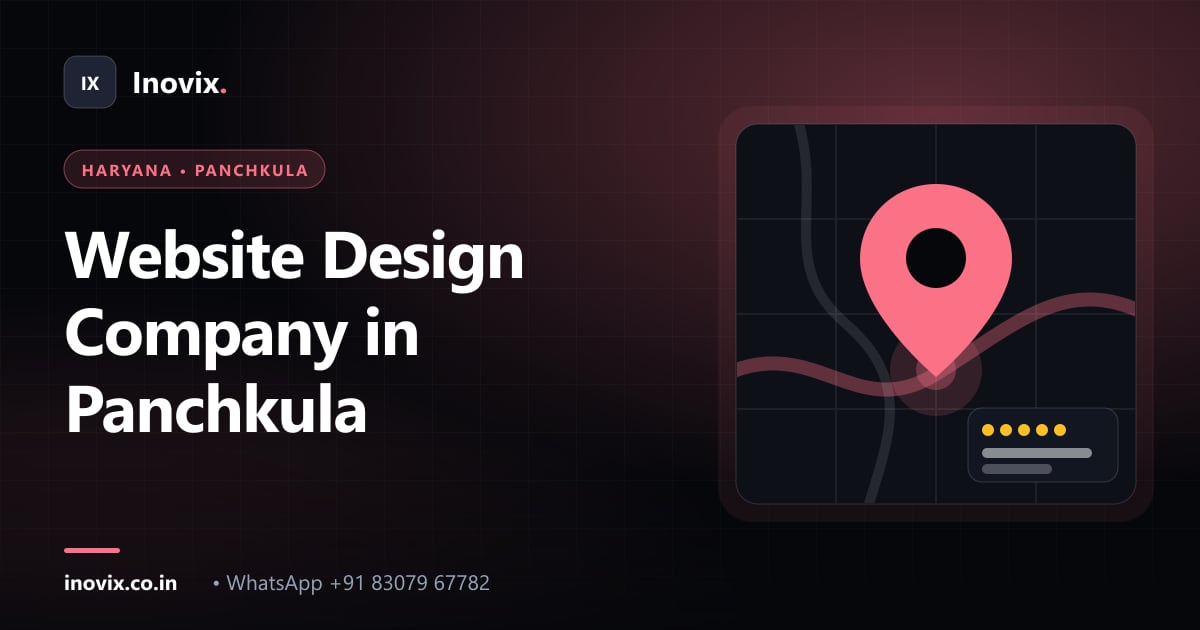 IX
Inovix.
HARYANA • PANCHKULA
Website Design
Company in
Panchkula
inovix.co.in • WhatsApp +91 83079 67782